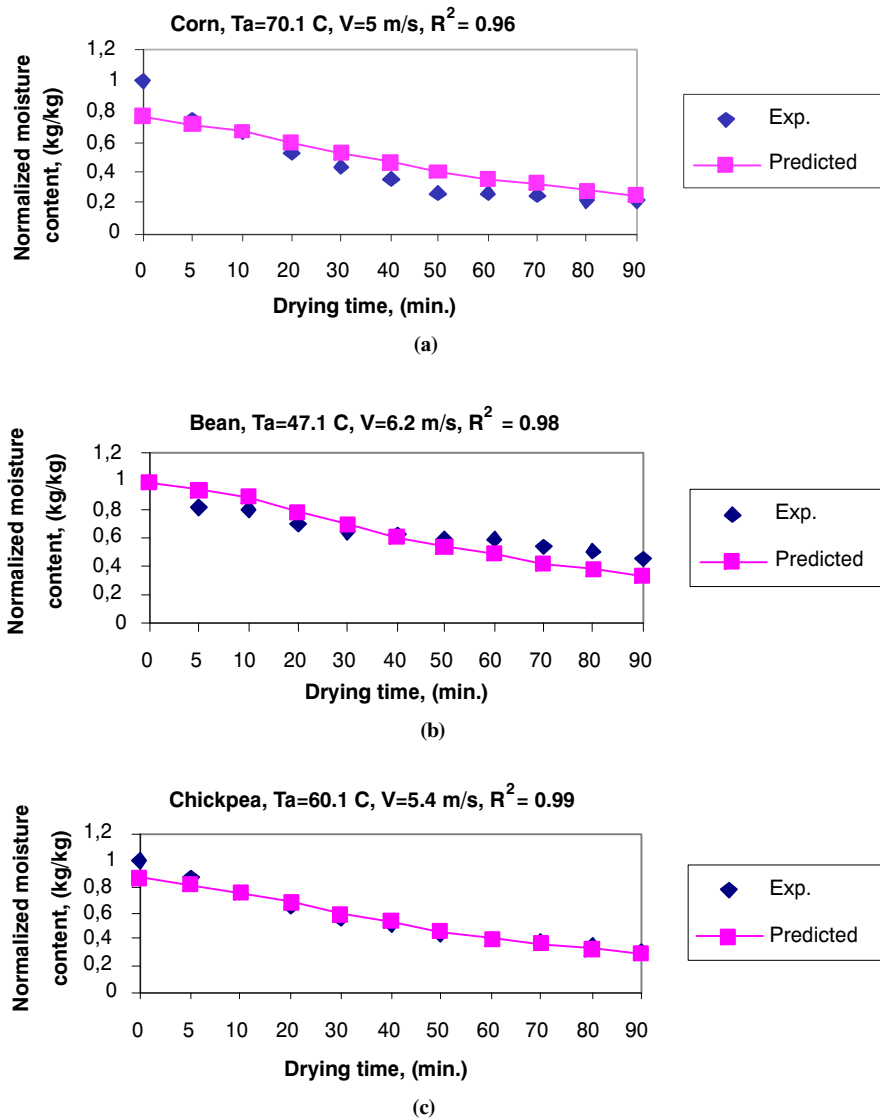 Corn, Ta=70.1 C, V=5 m/s, R² = 0.96
Normalized moisture
content, (kg/kg)
1,2
1
0,8
0,6
0,4
0,2
0
0 5 10 20 30 40 50 60 70 80 90
Drying time, (min.)
Exp.
Predicted
(a)
Bean, Ta=47.1 C, V=6.2 m/s, R² = 0.98
Normalized moisture
content, (kg/kg)
1,2
1
0,8
0,6
0,4
0,2
0
0 5 10 20 30 40 50 60 70 80 90
Drying time, (min.)
Exp.
Predicted
(b)
Chickpea, Ta=60.1 C, V=5.4 m/s, R² = 0.99
Normalized moisture
content, (kg/kg)
1,2
1
0,8
0,6
0,4
0,2
0
0 5 10 20 30 40 50 60 70 80 90
Drying time, (min.)
Exp.
Predicted
(c)